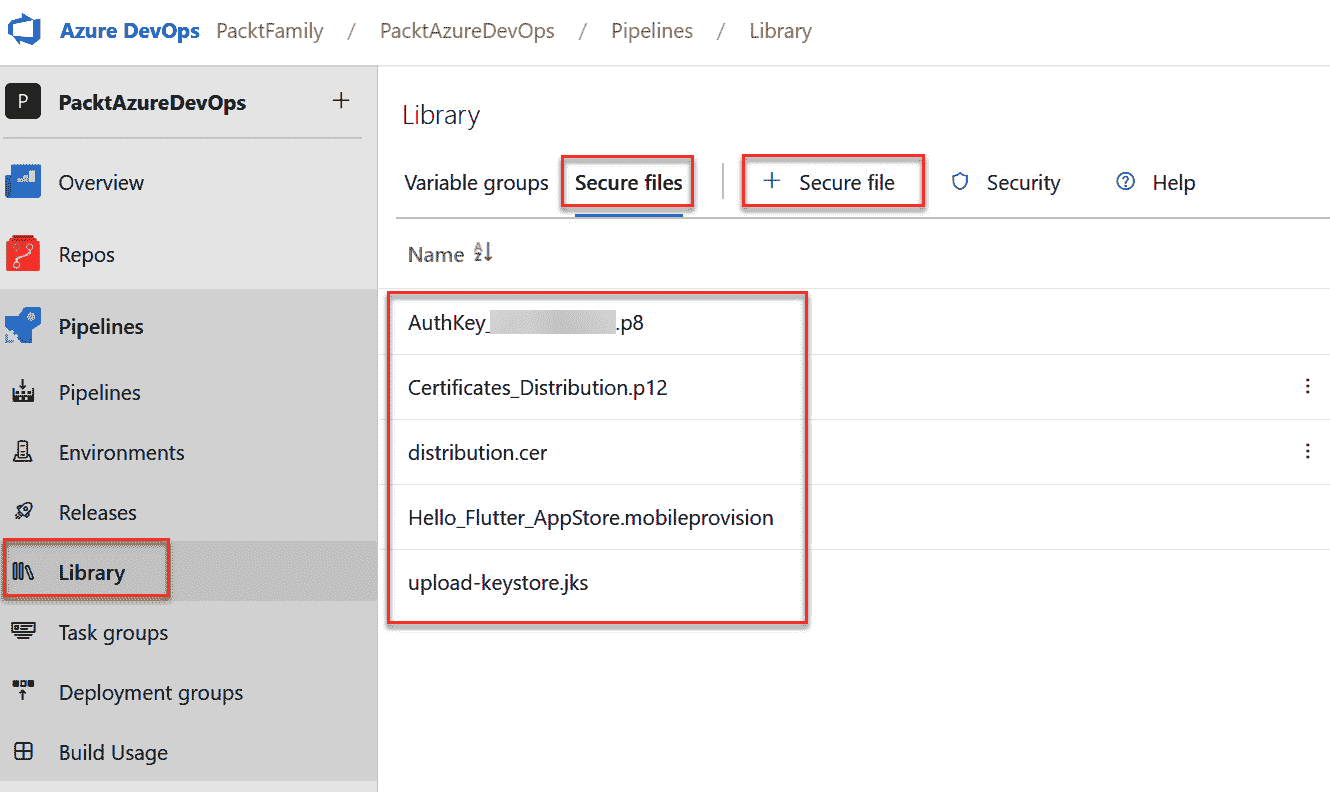 Azure DevOps PacktFamily / PacktAzureDevOps / Pipelines / Library
P PacktAzureDevOps +
Overview
Repos
Pipelines
Pipelines
Environments
Releases
Library
Task groups
Deployment groups
Build Usage
Library
Variable groups Secure files + Secure file Security ? Help
Name AZ↓
AuthKey_ .p8
Certificates_Distribution.p12
distribution.cer
Hello_Flutter_AppStore.mobileprovision
upload-keystore.jks